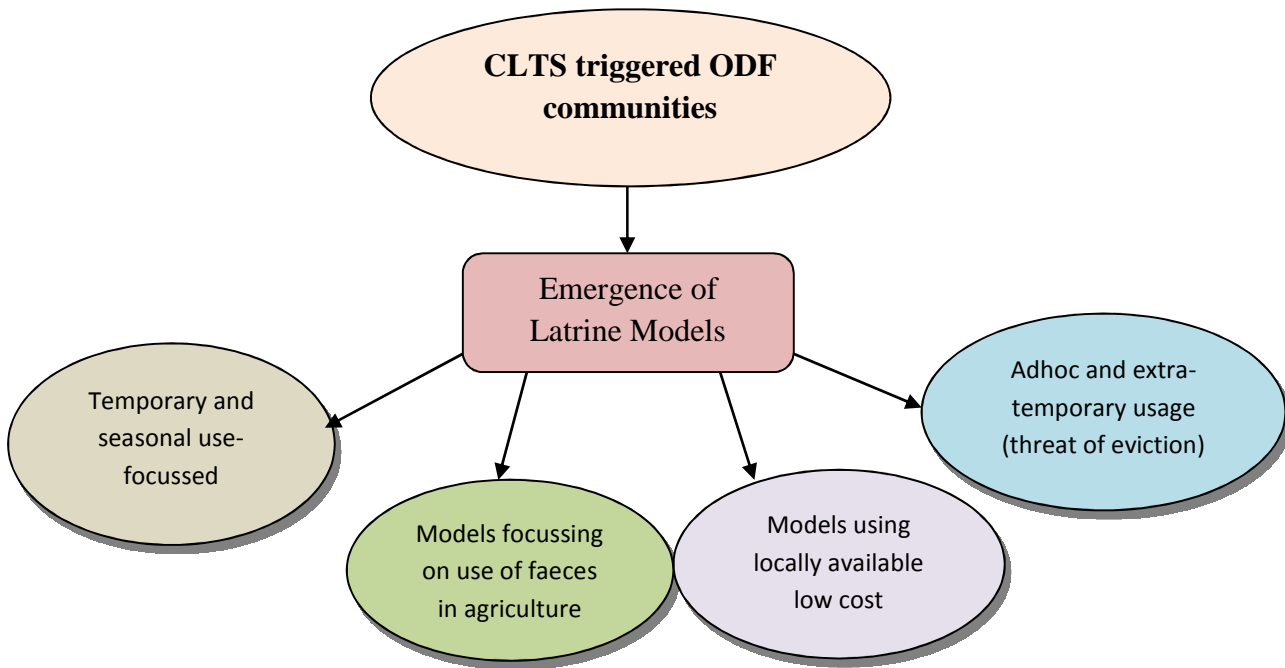 CLTS triggered ODF
communities
Emergence of
Latrine Models
Temporary and
seasonal use-
focussed
Models focussing
on use of faeces
in agriculture
Models using
locally available
low cost
Adhoc and extra-
temporary usage
(threat of eviction)